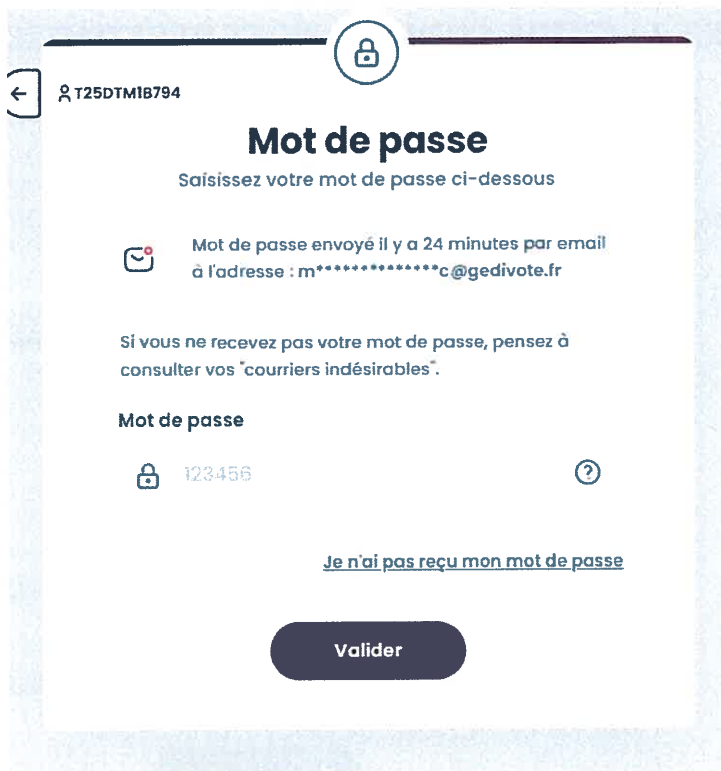 T25DTM1B794
Mot de passe
Saisissez votre mot de passe ci-dessous
Mot de passe envoyé il y a 24 minutes par email
à l'adresse : m**************c@gedivote.fr
Si vous ne recevez pas votre mot de passe, pensez à
consulter vos "courriers indésirables".
Mot de passe
123456
Je n'ai pas reçu mon mot de passe
Valider